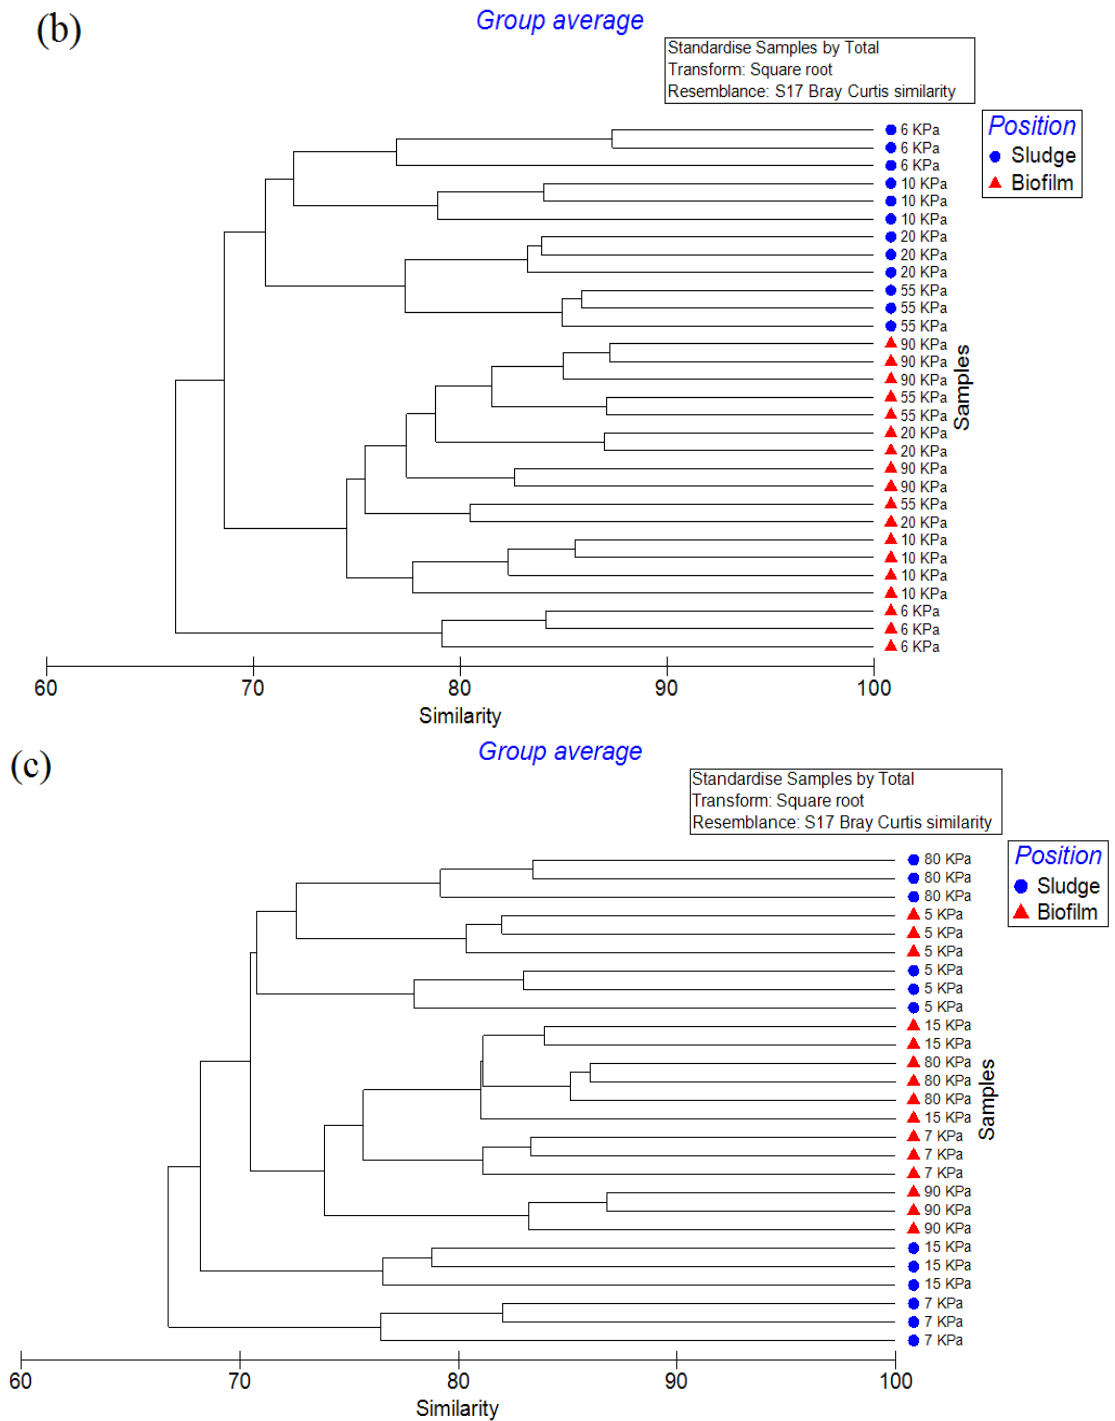 (b)
Group average
Standardise Samples by Total
Transform: Square root
Resemblance: S17 Bray Curtis similarity
Position
Sludge
Biofilm
6 KPa
6 KPa
6 KPa
10 KPa
10 KPa
10 KPa
20 KPa
20 KPa
20 KPa
55 KPa
55 KPa
55 KPa
90 KPa
90 KPa
90 KPa
55 KPa
55 KPa
20 KPa
20 KPa
90 KPa
90 KPa
55 KPa
20 KPa
10 KPa
10 KPa
10 KPa
10 KPa
6 KPa
6 KPa
6 KPa
Samples
60 70 80 90 100
Similarity
(c)
Group average
Standardise Samples by Total
Transform: Square root
Resemblance: S17 Bray Curtis similarity
Position
Sludge
Biofilm
80 KPa
80 KPa
80 KPa
5 KPa
5 KPa
5 KPa
5 KPa
5 KPa
5 KPa
15 KPa
15 KPa
80 KPa
80 KPa
80 KPa
15 KPa
7 KPa
7 KPa
7 KPa
90 KPa
90 KPa
90 KPa
15 KPa
15 KPa
15 KPa
7 KPa
7 KPa
7 KPa
Samples
60 70 80 90 100
Similarity